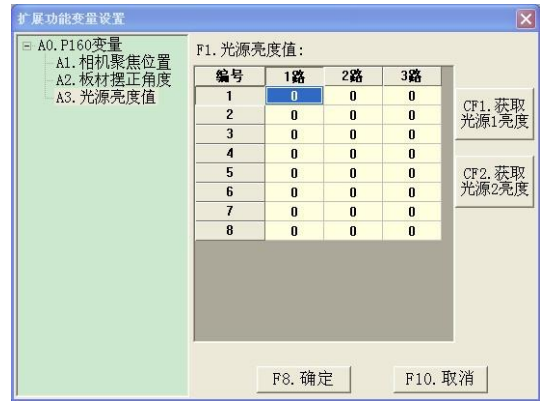 扩展功能变量设置
A0.P160变量
A1.相机聚焦位置
A2.板材摆正角度
A3.光源亮度值
F1.光源亮度值:
编号 1路 2路 3路
1 0 0 0
2 0 0 0
3 0 0 0
4 0 0 0
5 0 0 0
6 0 0 0
7 0 0 0
8 0 0 0
CF1.获取
光源1亮度
CF2.获取
光源2亮度
F8.确定
F10.取消